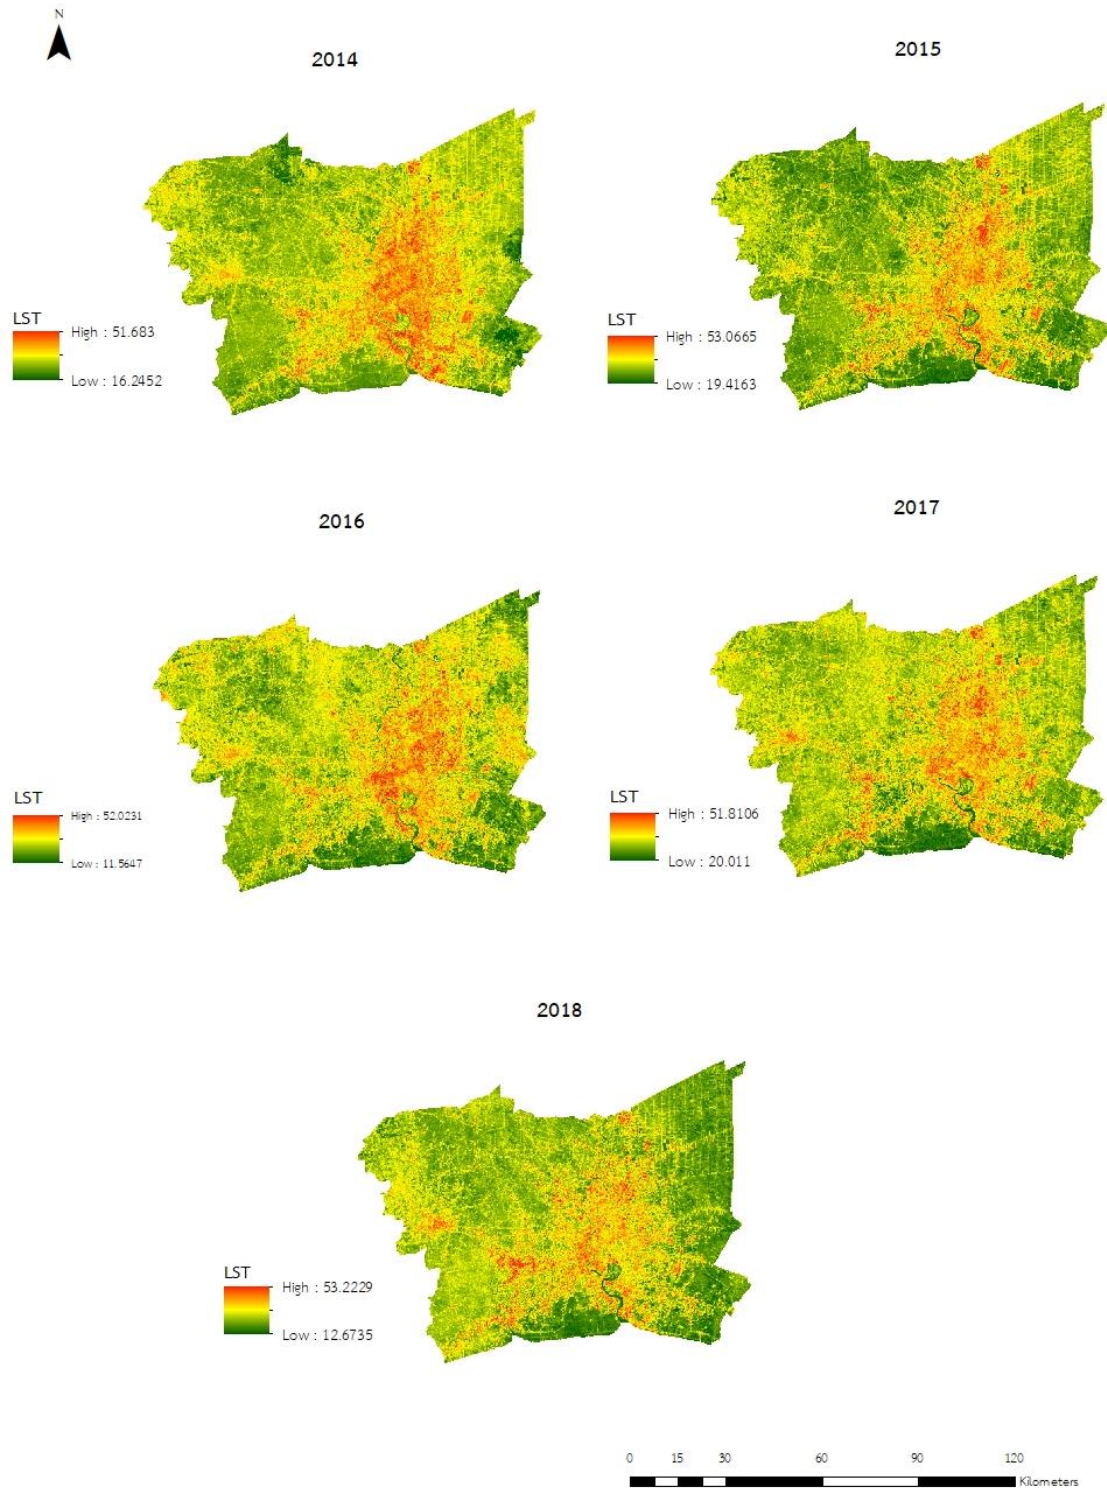 N
2014
2015
LST
High : 51.683
Low : 16.2452
LST
High : 53.0665
Low : 19.4163
2016
2017
LST
High : 52.0231
Low : 11.5647
LST
High : 51.8106
Low : 20.011
2018
LST
High : 53.2229
Low : 12.6735
0 15 30 60 90 120
Kilometers